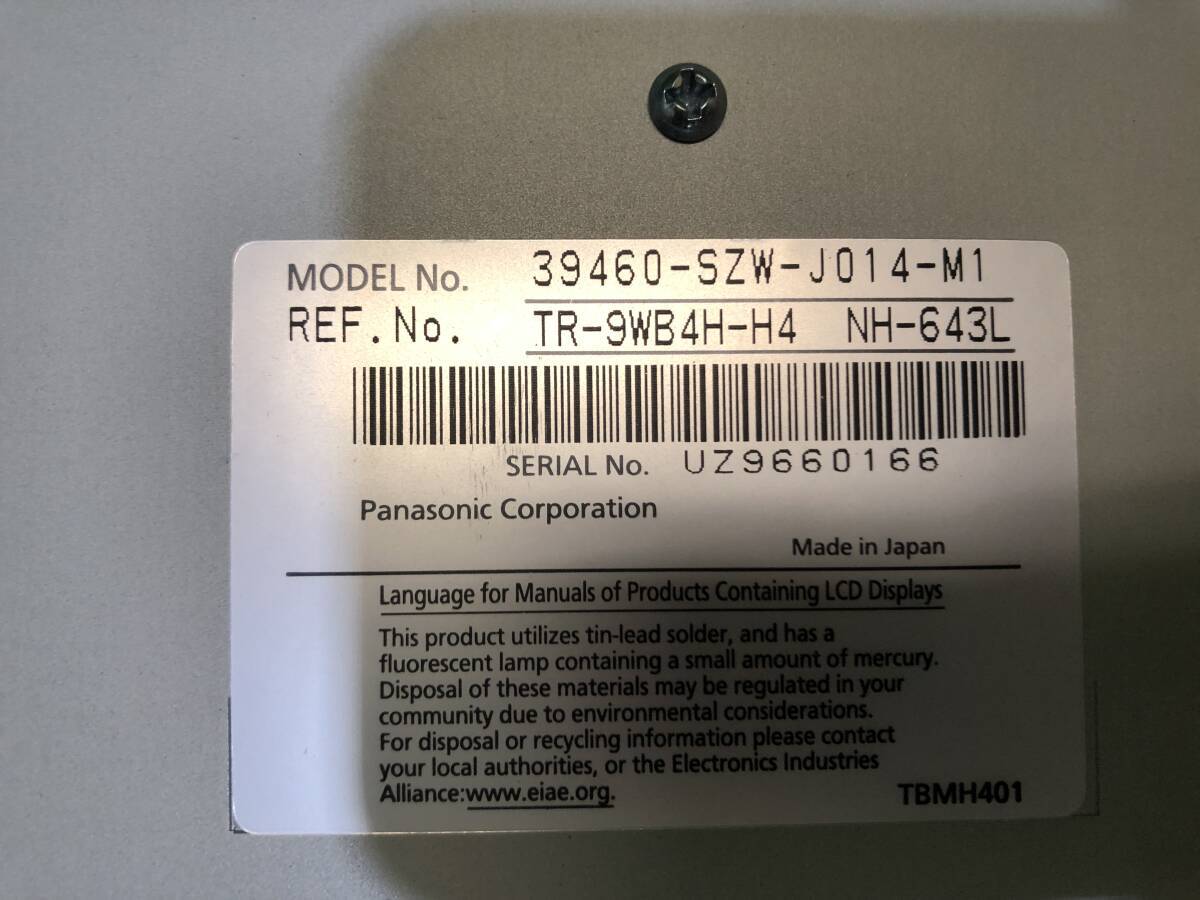 MODEL No. 39460-SZW-J014-M1
REF.No. TR-9WB4H-H4 NH-643L
SERIAL No. UZ9660166
Panasonic Corporation
Made in Japan
Language for Manuals of Products Containing LCD Displays
This product utilizes tin-lead solder, and has a
fluorescent lamp containing a small amount of mercury.
Disposal of these materials may be regulated in your
community due to environmental considerations.
For disposal or recycling information please contact
your local authorities, or the Electronics Industries
Alliance:www.eiae.org.
TBMH401